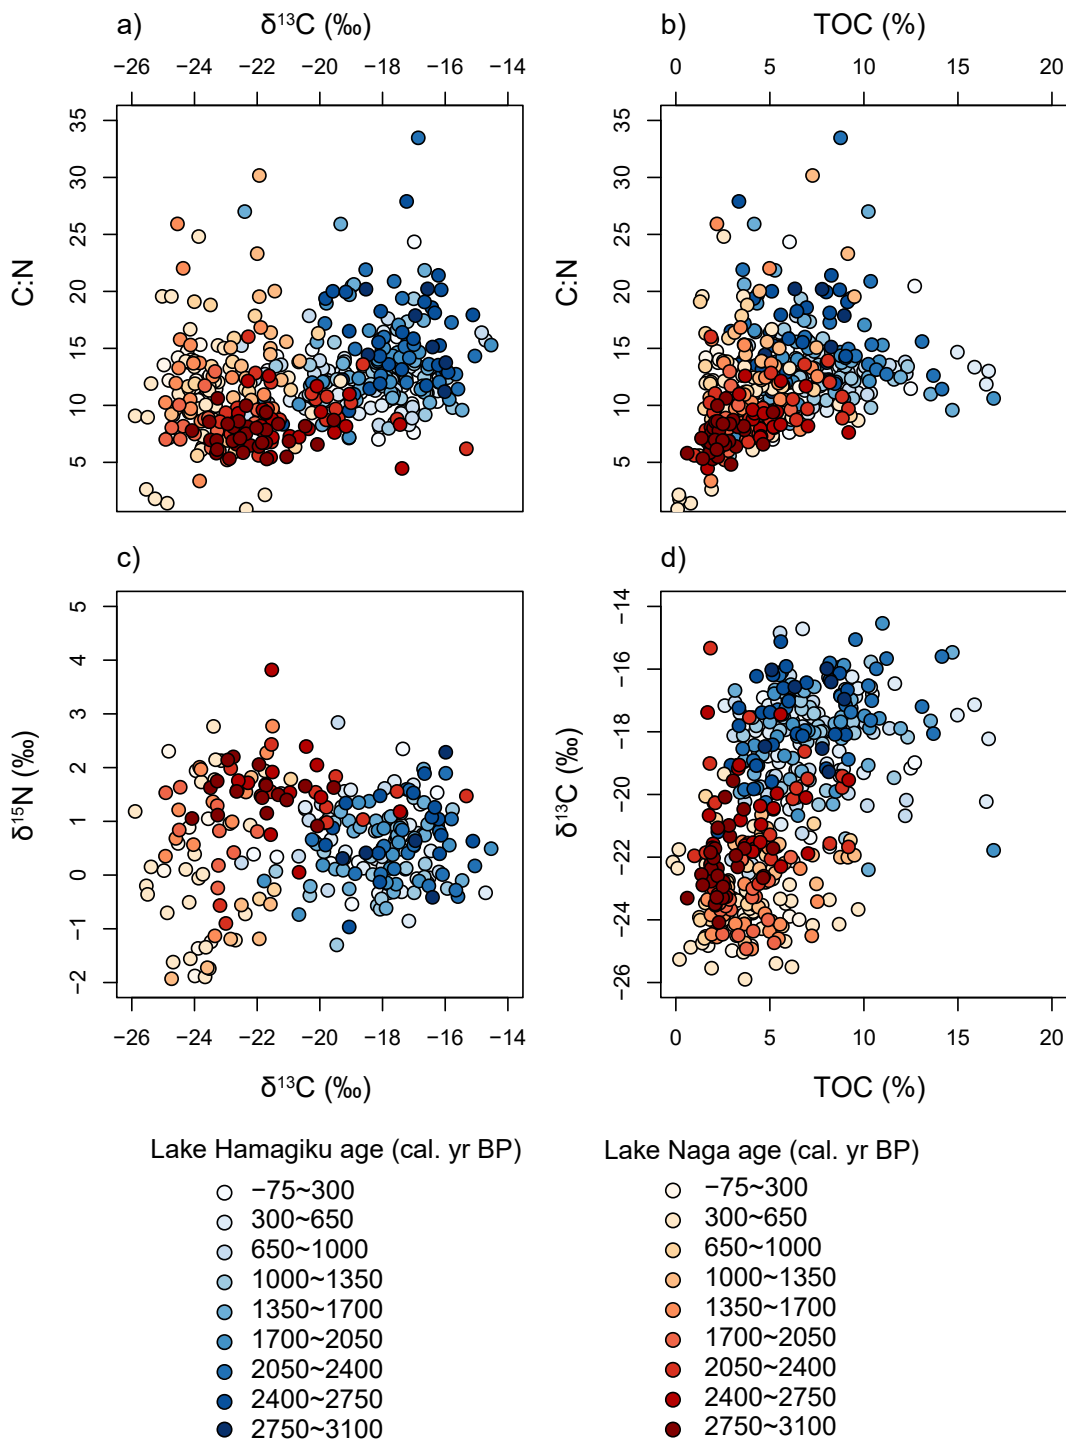 a) δ¹³C (‰)
−26 −24 −22 −20 −18 −16 −14
C:N
35
30
25
20
15
10
5
b) TOC (%)
0 5 10 15 20
C:N
35
30
25
20
15
10
5
c)
δ¹⁵N (‰)
5
4
3
2
1
0
−1
−2
−26 −24 −22 −20 −18 −16 −14
δ¹³C (‰)
d)
δ¹³C (‰)
−14
−16
−18
−20
−22
−24
−26
0 5 10 15 20
TOC (%)
Lake Hamagiku age (cal. yr BP)
−75~300
300~650
650~1000
1000~1350
1350~1700
1700~2050
2050~2400
2400~2750
2750~3100
Lake Naga age (cal. yr BP)
−75~300
300~650
650~1000
1000~1350
1350~1700
1700~2050
2050~2400
2400~2750
2750~3100